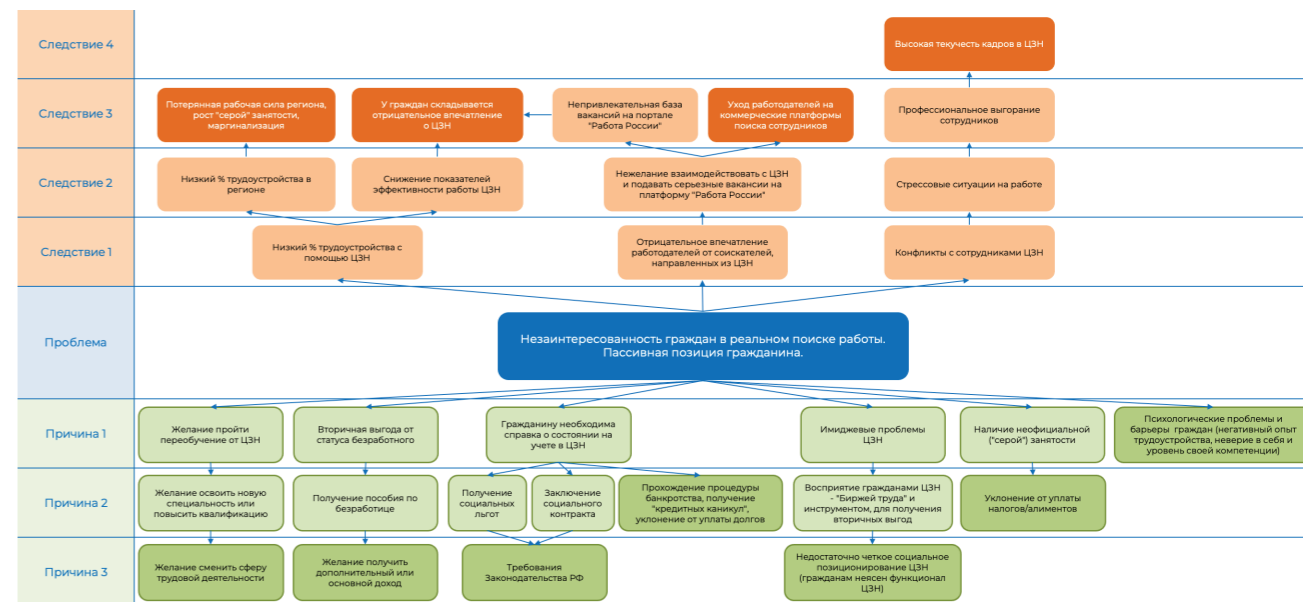 Следствие 4
Высокая текучесть кадров в ЦЗН
Следствие 3
Потерянная рабочая сила региона,
рост "серой" занятости,
маргинализация
У граждан складывается
отрицательное впечатление
о ЦЗН
Непривлекательная база
вакансий на портале
"Работа России"
Уход работодателей на
коммерческие платформы
поиска сотрудников
Профессиональное выгорание
сотрудников
Следствие 2
Низкий % трудоустройства в
регионе
Снижение показателей
эффективности работы ЦЗН
Нежелание взаимодействовать с ЦЗН
и подавать серьезные вакансии на
платформу "Работа России"
Стрессовые ситуации на работе
Следствие 1
Низкий % трудоустройства с
помощью ЦЗН
Отрицательное впечатление
работодателей от соискателей,
направленных из ЦЗН
Конфликты с сотрудниками ЦЗН
Проблема
Незаинтересованность граждан в реальном поиске работы.
Пассивная позиция гражданина.
Причина 1
Желание пройти
переобучение от ЦЗН
Вторичная выгода от
статуса безработного
Гражданину необходима
справка о состоянии на
учете в ЦЗН
Имиджевые проблемы
ЦЗН
Наличие неофициальной
("серой") занятости
Психологические проблемы и
барьеры граждан (негативный опыт
трудоустройства, неверие в себя и
уровень своей компетенции)
Причина 2
Желание освоить новую
специальность или
повысить квалификацию
Получение пособия по
безработице
Получение
социальных
льгот
Заключение
социального
контракта
Прохождение процедуры
банкротства, получение
"кредитных каникул",
уклонение от уплаты долгов
Восприятие гражданами ЦЗН
- "Биржей труда" и
инструментом, для получения
вторичных выгод
Уклонение от уплаты
налогов/алиментов
Причина 3
Желание сменить сферу
трудовой деятельности
Желание получить
дополнительный или
основной доход
Требования
Законодательства РФ
Недостаточно четкое социальное
позиционирование ЦЗН
(гражданам неясен функционал
ЦЗН)